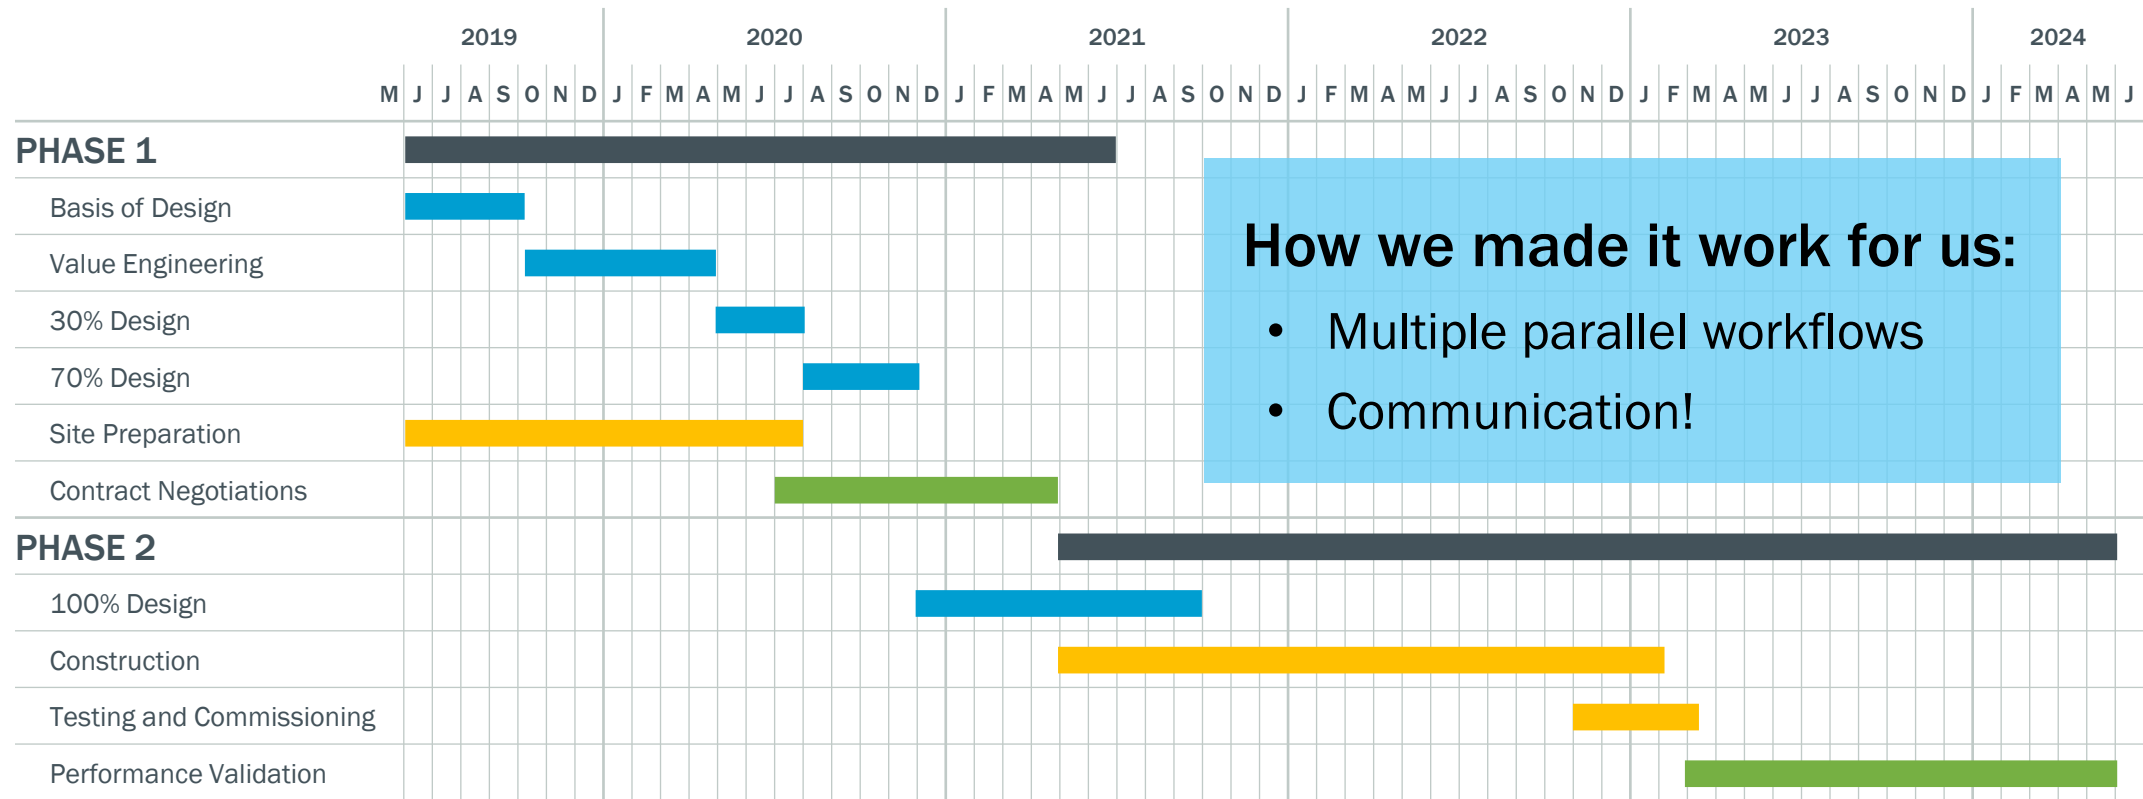 2019 2020 2021 2022 2023 2024
M J J A S O N D J F M A M J J A S O N D J F M A M J J A S O N D J F M A M J J A S O N D J F M A M J J A S O N D J F M A M J
PHASE 1
Basis of Design
Value Engineering
30% Design
70% Design
Site Preparation
Contract Negotiations
How we made it work for us:
• Multiple parallel workflows
• Communication!
PHASE 2
100% Design
Construction
Testing and Commissioning
Performance Validation